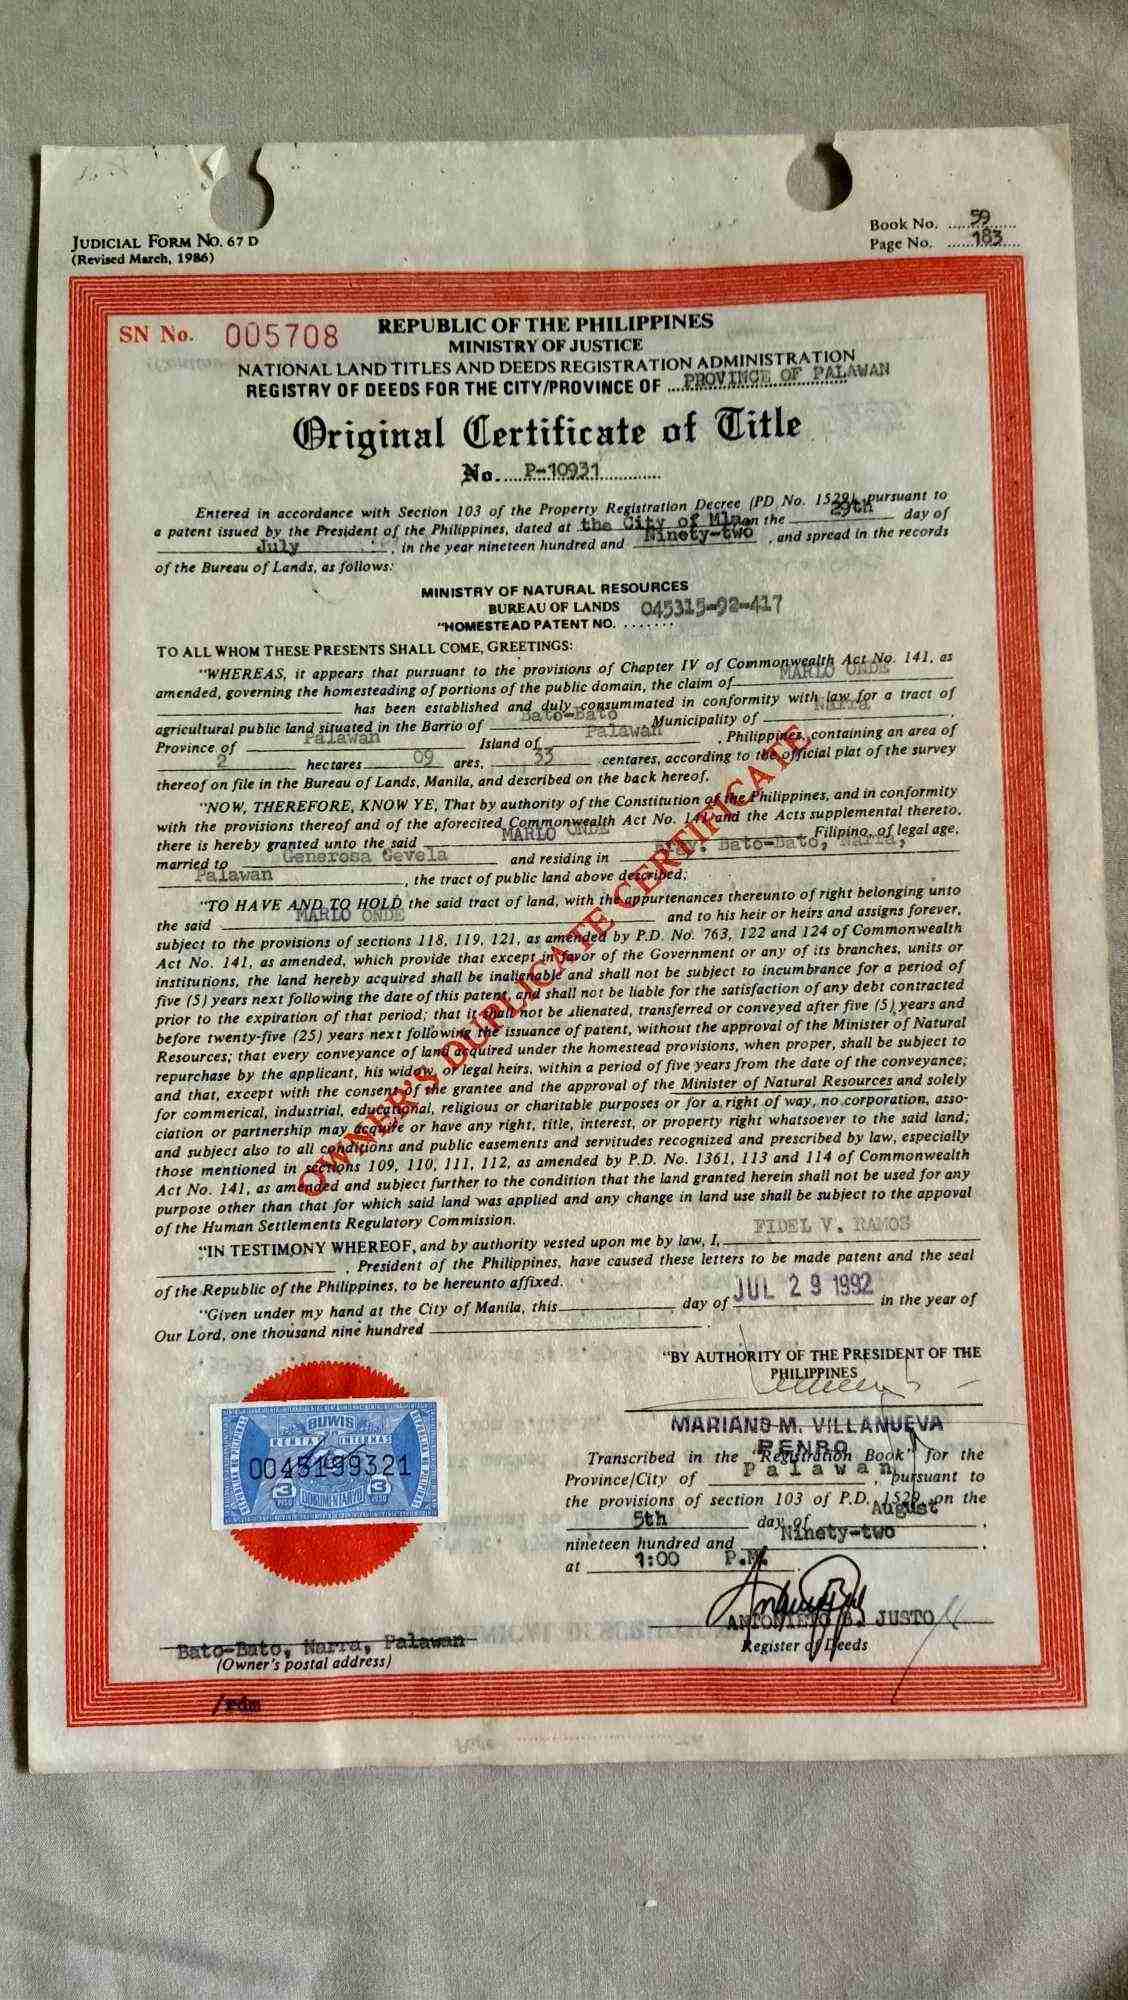 JUDICIAL FORM NO. 67 D
(Revised March, 1986)
Book No. 59
Page No. 183
SN No. 005708
REPUBLIC OF THE PHILIPPINES
MINISTRY OF JUSTICE
NATIONAL LAND TITLES AND DEEDS REGISTRATION ADMINISTRATION
REGISTRY OF DEEDS FOR THE CITY/PROVINCE OF PROVINCE OF PALAWAN
Original Certificate of Title
No. P-10931
Entered in accordance with Section 103 of the Property Registration Decree (PD No. 1529), pursuant to
a patent issued by the President of the Philippines, dated at the City of Mla on the 29th day of
July, in the year nineteen hundred and Ninety-two, and spread in the records
of the Bureau of Lands, as follows:
MINISTRY OF NATURAL RESOURCES
BUREAU OF LANDS
"HOMESTEAD PATENT NO. 045315-92-417
TO ALL WHOM THESE PRESENTS SHALL COME, GREETINGS:
"WHEREAS, it appears that pursuant to the provisions of Chapter IV of Commonwealth Act No. 141, as
amended, governing the homesteading of portions of the public domain, the claim of MARLO ONDE
has been established and duly consummated in conformity with law for a tract of
agricultural public land situated in the Barrio of Bato-Bato Municipality of Narra,
Province of Palawan Island of Palawan, Philippines, containing an area of
2 hectares 09 ares, 33 centares, according to the official plat of the survey
thereof on file in the Bureau of Lands, Manila, and described on the back hereof.
"NOW, THEREFORE, KNOW YE, That by authority of the Constitution of the Philippines, and in conformity
with the provisions thereof and of the aforecited Commonwealth Act No. 141 and the Acts supplemental thereto,
there is hereby granted unto the said MARLO ONDE Filipino, of legal age,
married to Generosa Gevela and residing in Brgy. Bato-Bato, Narra,
Palawan, the tract of public land above described;
"TO HAVE AND TO HOLD the said tract of land, with the appurtenances thereunto of right belonging unto
the said MARLO ONDE and to his heir or heirs and assigns forever,
subject to the provisions of sections 118, 119, 121, as amended by P.D. No. 763, 122 and 124 of Commonwealth
Act No. 141, as amended, which provide that except in favor of the Government or any of its branches, units or
institutions, the land hereby acquired shall be inalienable and shall not be subject to incumbrance for a period of
five (5) years next following the date of this patent, and shall not be liable for the satisfaction of any debt contracted
prior to the expiration of that period; that it shall not be alienated, transferred or conveyed after five (5) years and
before twenty-five (25) years next following the issuance of patent, without the approval of the Minister of Natural
Resources; that every conveyance of land acquired under the homestead provisions, when proper, shall be subject to
repurchase by the applicant, his widow, or legal heirs, within a period of five years from the date of the conveyance;
and that, except with the consent of the grantee and the approval of the Minister of Natural Resources and solely
for commerical, industrial, educational, religious or charitable purposes or for a right of way, no corporation, asso-
ciation or partnership may acquire or have any right, title, interest, or property right whatsoever to the said land;
and subject also to all conditions and public easements and servitudes recognized and prescribed by law, especially
those mentioned in sections 109, 110, 111, 112, as amended by P.D. No. 1361, 113 and 114 of Commonwealth
Act No. 141, as amended and subject further to the condition that the land granted herein shall not be used for any
purpose other than that for which said land was applied and any change in land use shall be subject to the appoval
of the Human Settlements Regulatory Commission.
OWNER'S DUPLICATE CERTIFICATE
"IN TESTIMONY WHEREOF, and by authority vested upon me by law, I, FIDEL V. RAMOS
, President of the Philippines, have caused these letters to be made patent and the seal
of the Republic of the Philippines, to be hereunto affixed.
"Given under my hand at the City of Manila, this day of JUL 29 1992 in the year of
Our Lord, one thousand nine hundred .
"BY AUTHORITY OF THE PRESIDENT OF THE
PHILIPPINES
MARIANO M. VILLANUEVA
PENRO
BUWIS
RENTAS INTERNAS
0045199321
3 DOKUMENTARYO 3
Transcribed in the "Registration Book" for the
Province/City of Palawan, pursuant to
the provisions of section 103 of P.D. 1529, on the
5th day of August,
nineteen hundred and Ninety-two,
at 1:00 P.M.
ANTONIETO B. JUSTO
Register of Deeds
Bato-Bato, Narra, Palawan
(Owner's postal address)
/rdm